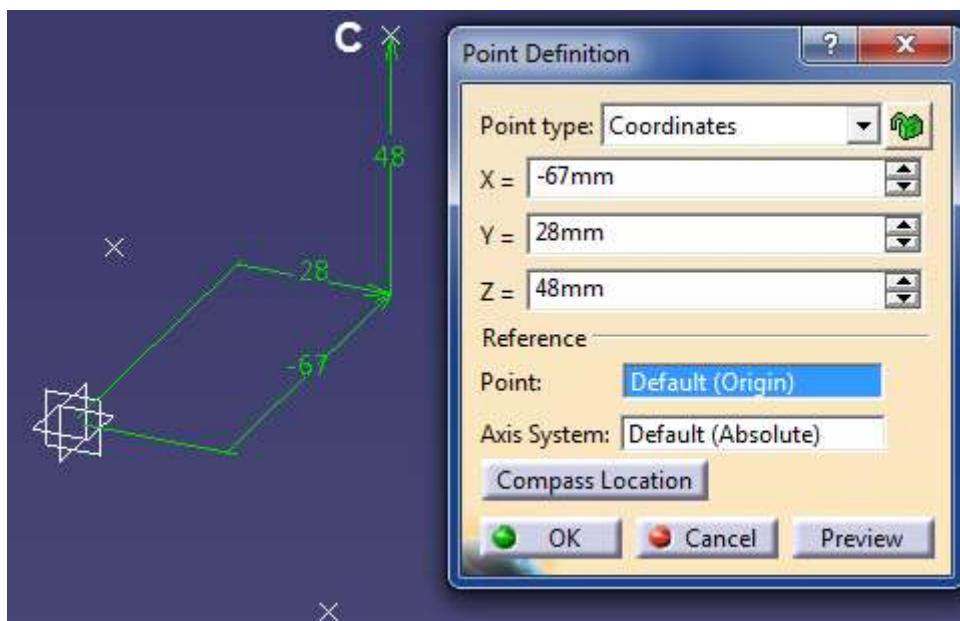 C
48
28
-67
Point Definition
?
X
Point type: Coordinates
X = -67mm
Y = 28mm
Z = 48mm
Reference
Point: Default (Origin)
Axis System: Default (Absolute)
Compass Location
OK Cancel Preview